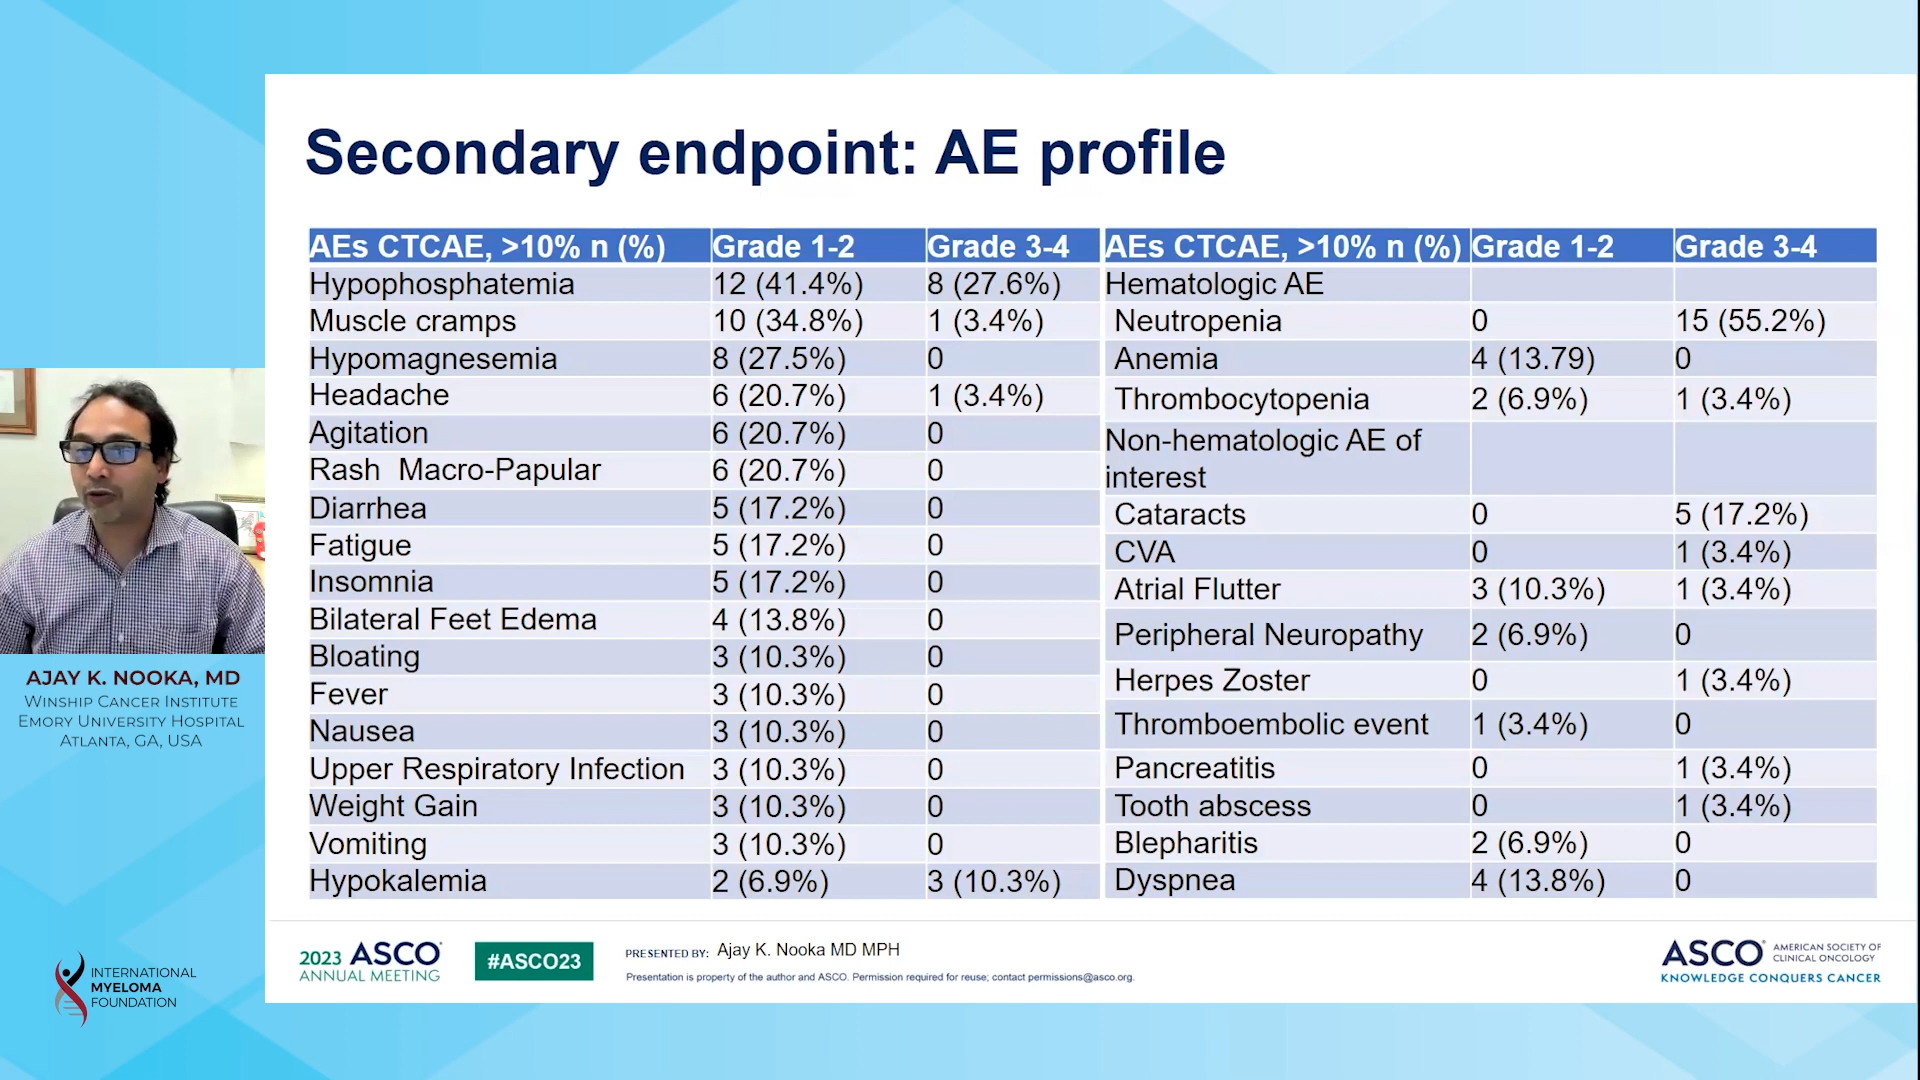 Secondary endpoint: AE profile
AEs CTCAE, >10% n (%) Grade 1-2 Grade 3-4
Hypophosphatemia 12 (41.4%) 8 (27.6%)
Muscle cramps 10 (34.8%) 1 (3.4%)
Hypomagnesemia 8 (27.5%) 0
Headache 6 (20.7%) 1 (3.4%)
Agitation 6 (20.7%) 0
Rash Macro-Papular 6 (20.7%) 0
Diarrhea 5 (17.2%) 0
Fatigue 5 (17.2%) 0
Insomnia 5 (17.2%) 0
Bilateral Feet Edema 4 (13.8%) 0
Bloating 3 (10.3%) 0
Fever 3 (10.3%) 0
Nausea 3 (10.3%) 0
Upper Respiratory Infection 3 (10.3%) 0
Weight Gain 3 (10.3%) 0
Vomiting 3 (10.3%) 0
Hypokalemia 2 (6.9%) 3 (10.3%)
AEs CTCAE, >10% n (%) Grade 1-2 Grade 3-4
Hematologic AE
Neutropenia 0 15 (55.2%)
Anemia 4 (13.79) 0
Thrombocytopenia 2 (6.9%) 1 (3.4%)
Non-hematologic AE of
interest
Cataracts 0 5 (17.2%)
CVA 0 1 (3.4%)
Atrial Flutter 3 (10.3%) 1 (3.4%)
Peripheral Neuropathy 2 (6.9%) 0
Herpes Zoster 0 1 (3.4%)
Thromboembolic event 1 (3.4%) 0
Pancreatitis 0 1 (3.4%)
Tooth abscess 0 1 (3.4%)
Blepharitis 2 (6.9%) 0
Dyspnea 4 (13.8%) 0
AJAY K. NOOKA, MD
WINSHIP CANCER INSTITUTE
EMORY UNIVERSITY HOSPITAL
ATLANTA, GA, USA
INTERNATIONAL
MYELOMA
FOUNDATION
2023 ASCO
ANNUAL MEETING
#ASCO23
PRESENTED BY: Ajay K. Nooka MD MPH
Presentation is property of the author and ASCO. Permission required for reuse; contact permissions@asco.org.
ASCO AMERICAN SOCIETY OF
CLINICAL ONCOLOGY
KNOWLEDGE CONQUERS CANCER